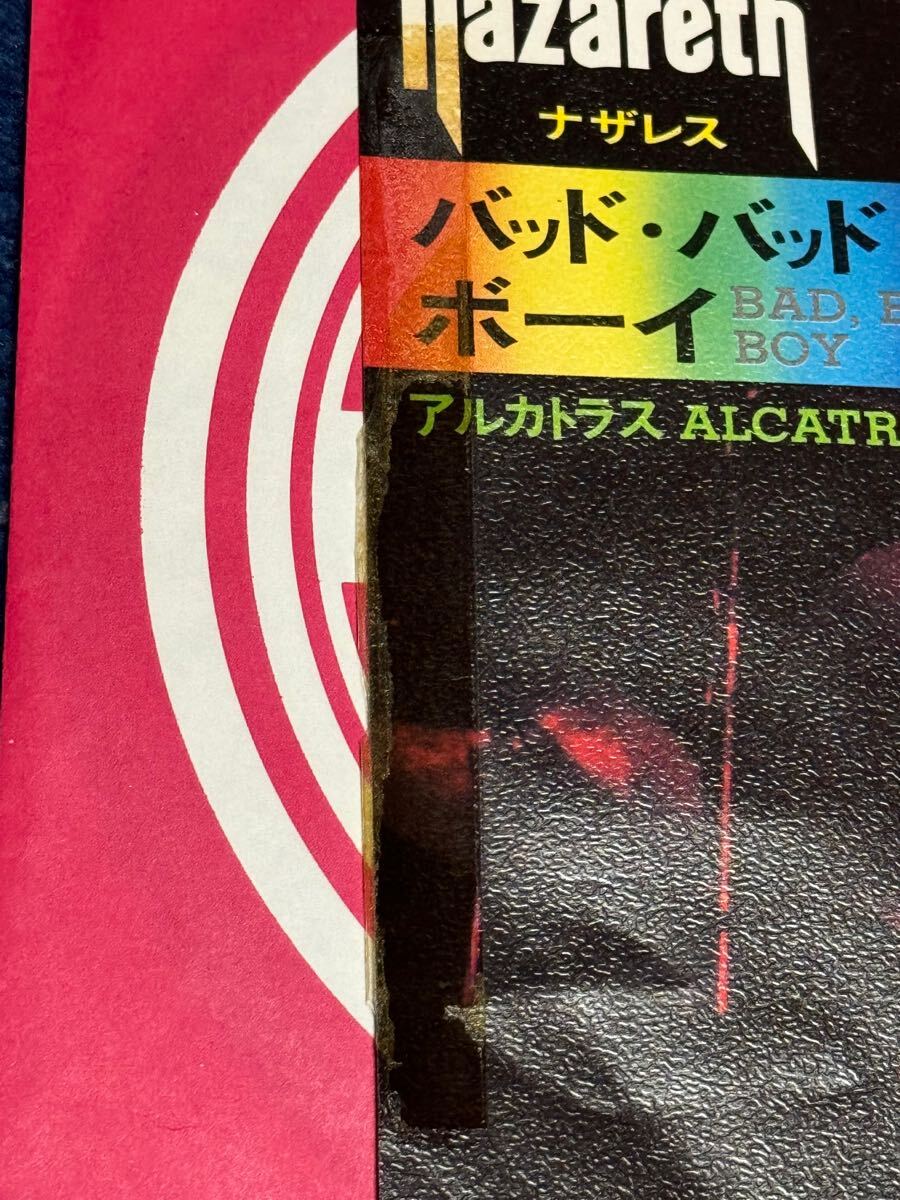 nazareth
ナザレス
バッド・バッド
ボーイ BAD, B
BOY
アルカトラス ALCATR